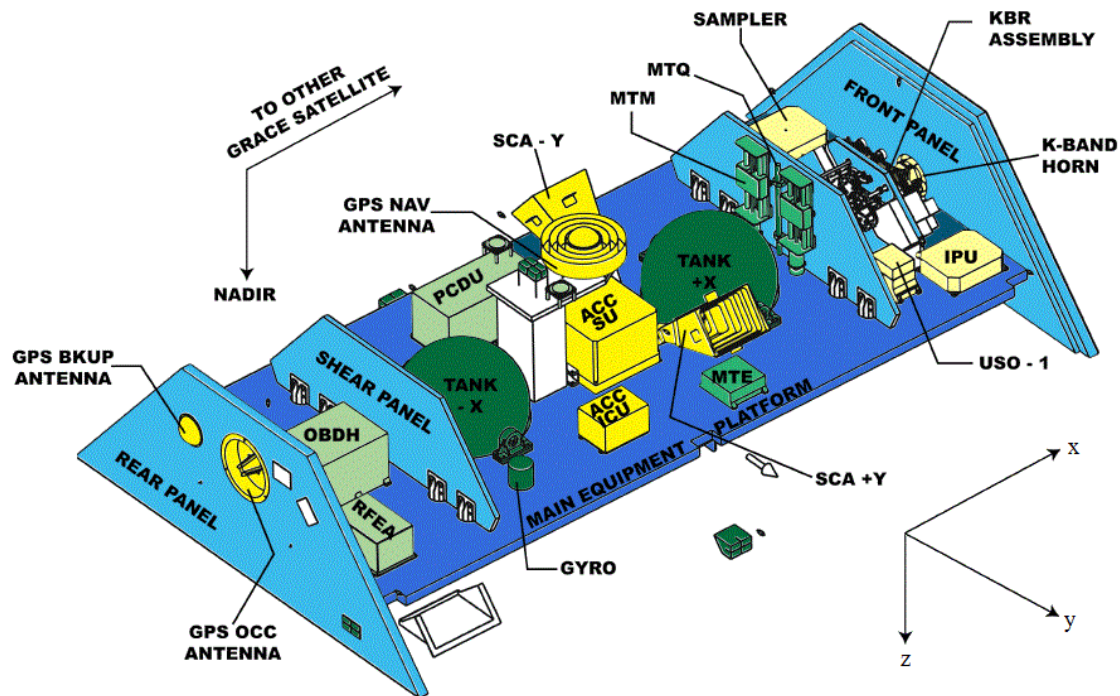 SAMPLER
KBR
ASSEMBLY
MTQ
MTM
FRONT PANEL
K-BAND
HORN
TO OTHER
GRACE SATELLITE
SCA - Y
GPS NAV
ANTENNA
NADIR
PCDU
TANK
+X
IPU
ACC
SU
USO - 1
GPS BKUP
ANTENNA
SHEAR PANEL
TANK
- X
MTE
ACC
ICU
OBDH
MAIN EQUIPMENT PLATFORM
SCA +Y
REAR PANEL
RFEA
GYRO
GPS OCC
ANTENNA
x
y
z